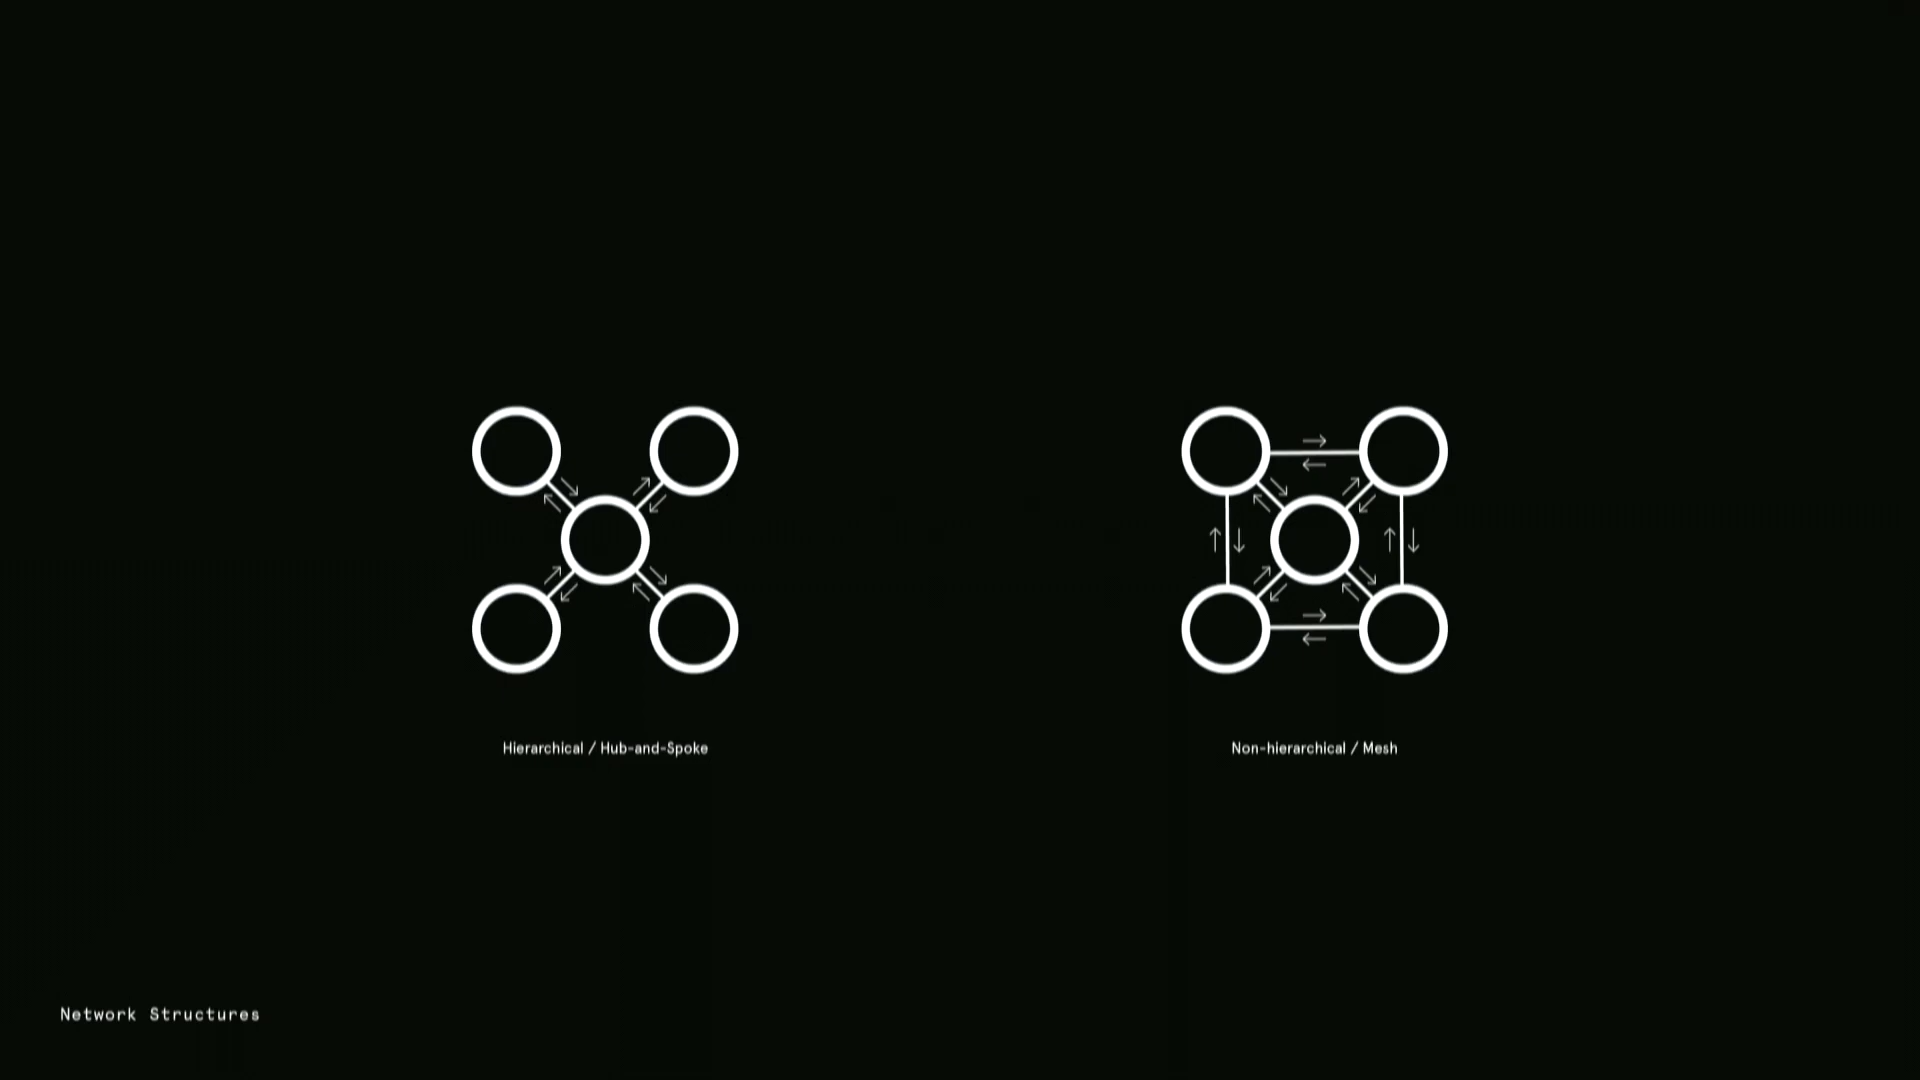 Hierarchical / Hub-and-Spoke
Non-hierarchical / Mesh
Network Structures